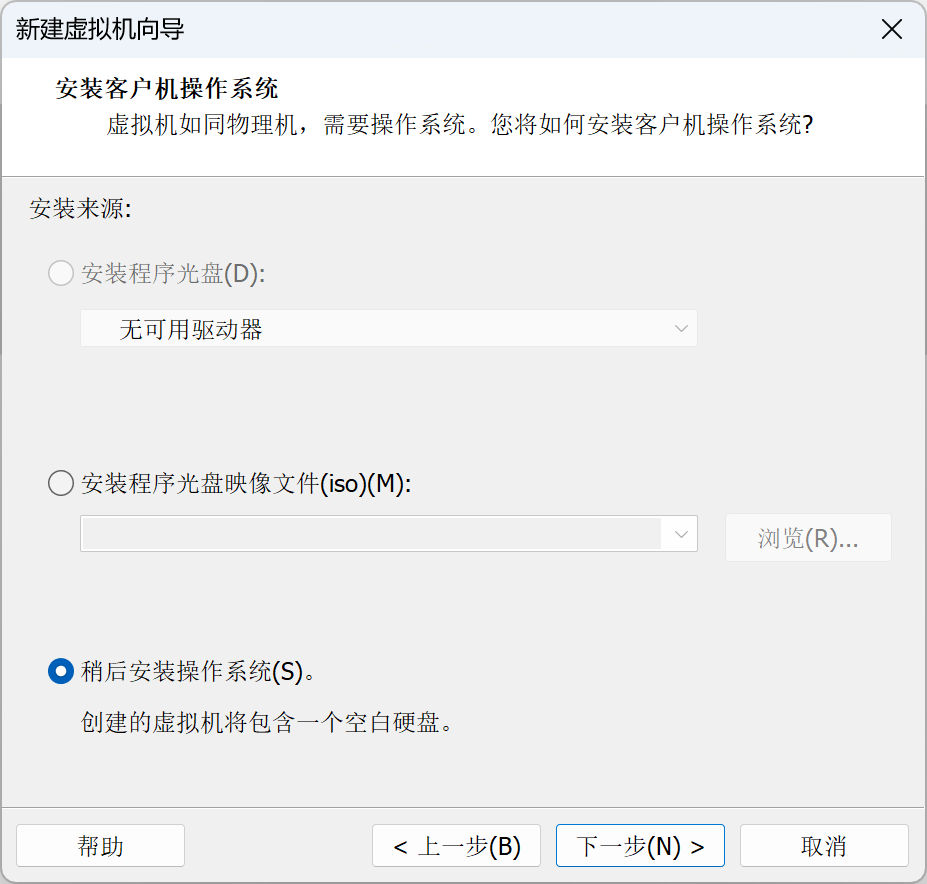 新建虚拟机向导
安装客户机操作系统
虚拟机如同物理机，需要操作系统。您将如何安装客户机操作系统?
安装来源:
安装程序光盘(D):
无可用驱动器
安装程序光盘映像文件(iso)(M):
浏览(R)...
稍后安装操作系统(S)。
创建的虚拟机将包含一个空白硬盘。
帮助
< 上一步(B)
下一步(N) >
取消